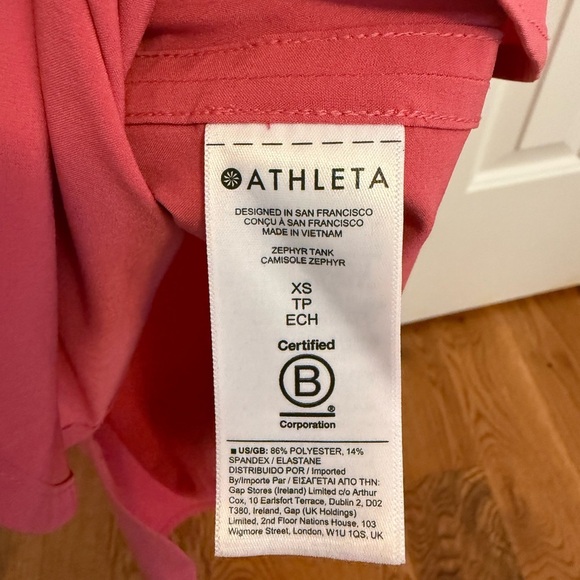 ATHLETA
DESIGNED IN SAN FRANCISCO
CONÇU À SAN FRANCISCO
MADE IN VIETNAM
ZEPHYR TANK
CAMISOLE ZEPHYR
XS
TP
ECH
Certified
B
®
Corporation
■ US/GB: 86% POLYESTER, 14%
SPANDEX / ELASTANE
DISTRIBUIDO POR / Imported
By/Importe Par / ΕΙΣΑΓΕΤΑΙ ΑΠΟ ΤΗΝ:
Gap Stores (Ireland) Limited c/o Arthur
Cox, 10 Earlsfort Terrace, Dublin 2, D02
T380, Ireland, Gap (UK Holdings)
Limited, 2nd Floor Nations House, 103
Wigmore Street, London, W1U 1QS, UK